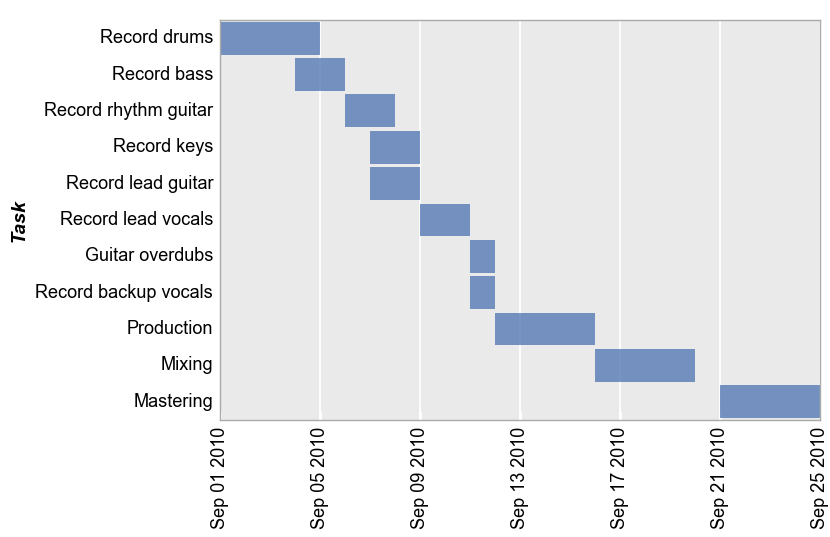 Task
Record drums
Record bass
Record rhythm guitar
Record keys
Record lead guitar
Record lead vocals
Guitar overdubs
Record backup vocals
Production
Mixing
Mastering
Sep 01 2010
Sep 05 2010
Sep 09 2010
Sep 13 2010
Sep 17 2010
Sep 21 2010
Sep 25 2010